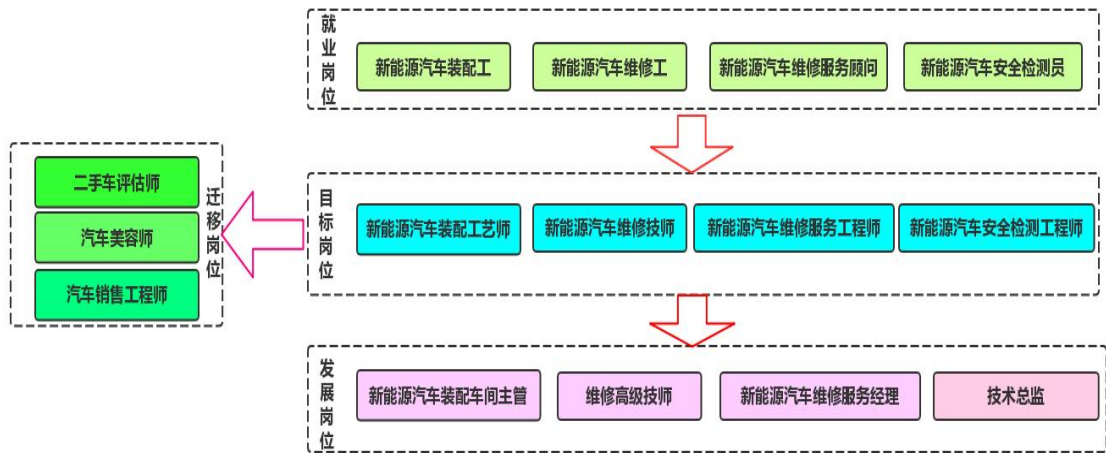 就业岗位
新能源汽车装配工
新能源汽车维修工
新能源汽车维修服务顾问
新能源汽车安全检测员
二手车评估师
汽车美容师
汽车销售工程师
迁移岗位
目标岗位
新能源汽车装配工艺师
新能源汽车维修技师
新能源汽车维修服务工程师
新能源汽车安全检测工程师
发展岗位
新能源汽车装配车间主管
维修高级技师
新能源汽车维修服务经理
技术总监